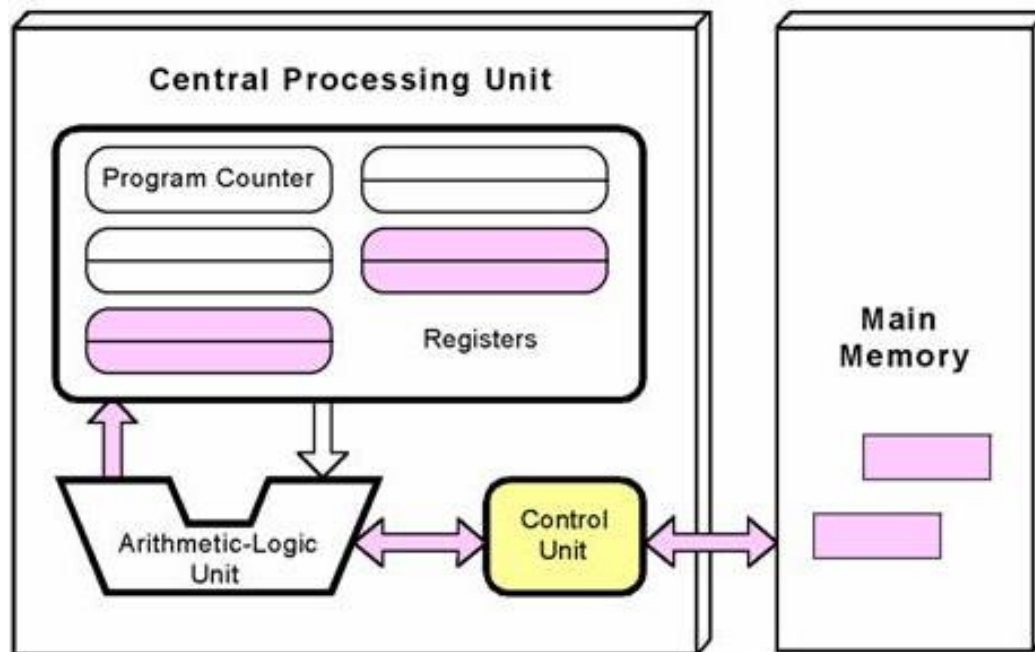 Central Processing Unit
Program Counter
Registers
Main
Memory
Arithmetic-Logic
Unit
Control
Unit